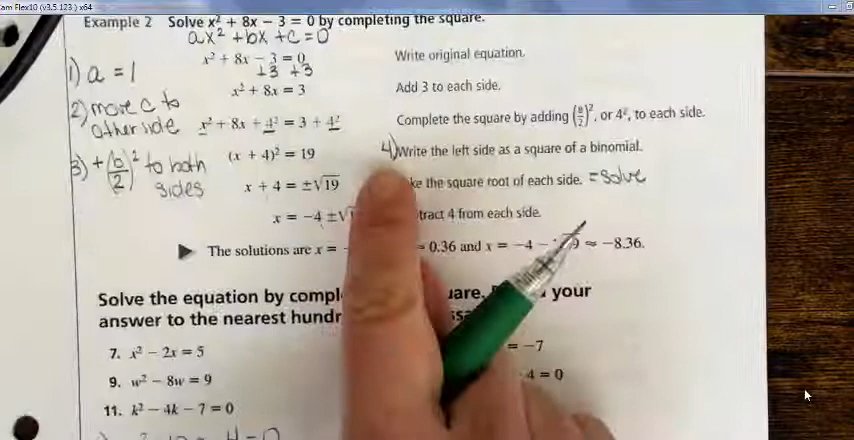 am Flex10 (v3.5.123 ) x64
Example 2 Solve x² + 8x − 3 = 0 by completing the square.
ax² + bx + c = 0
x² + 8x − 3 = 0 Write original equation.
1) a = 1
+3 +3
x² + 8x = 3 Add 3 to each side.
2) move c to
other side
x² + 8x + 4² = 3 + 4² Complete the square by adding (8/2)², or 4², to each side.
3) + (b/2)² to both
sides
(x + 4)² = 19 4) Write the left side as a square of a binomial.
x + 4 = ±√19 ke the square root of each side. = solve
x = −4 ±√1 tract 4 from each side.
The solutions are x = − ≈ 0.36 and x = −4 − √19 ≈ −8.36.
Solve the equation by compl uare. your
answer to the nearest hundr ssa
7. x² − 2x = 5 = −7
9. w² − 8w = 9 4 = 0
11. k² − 4k − 7 = 0